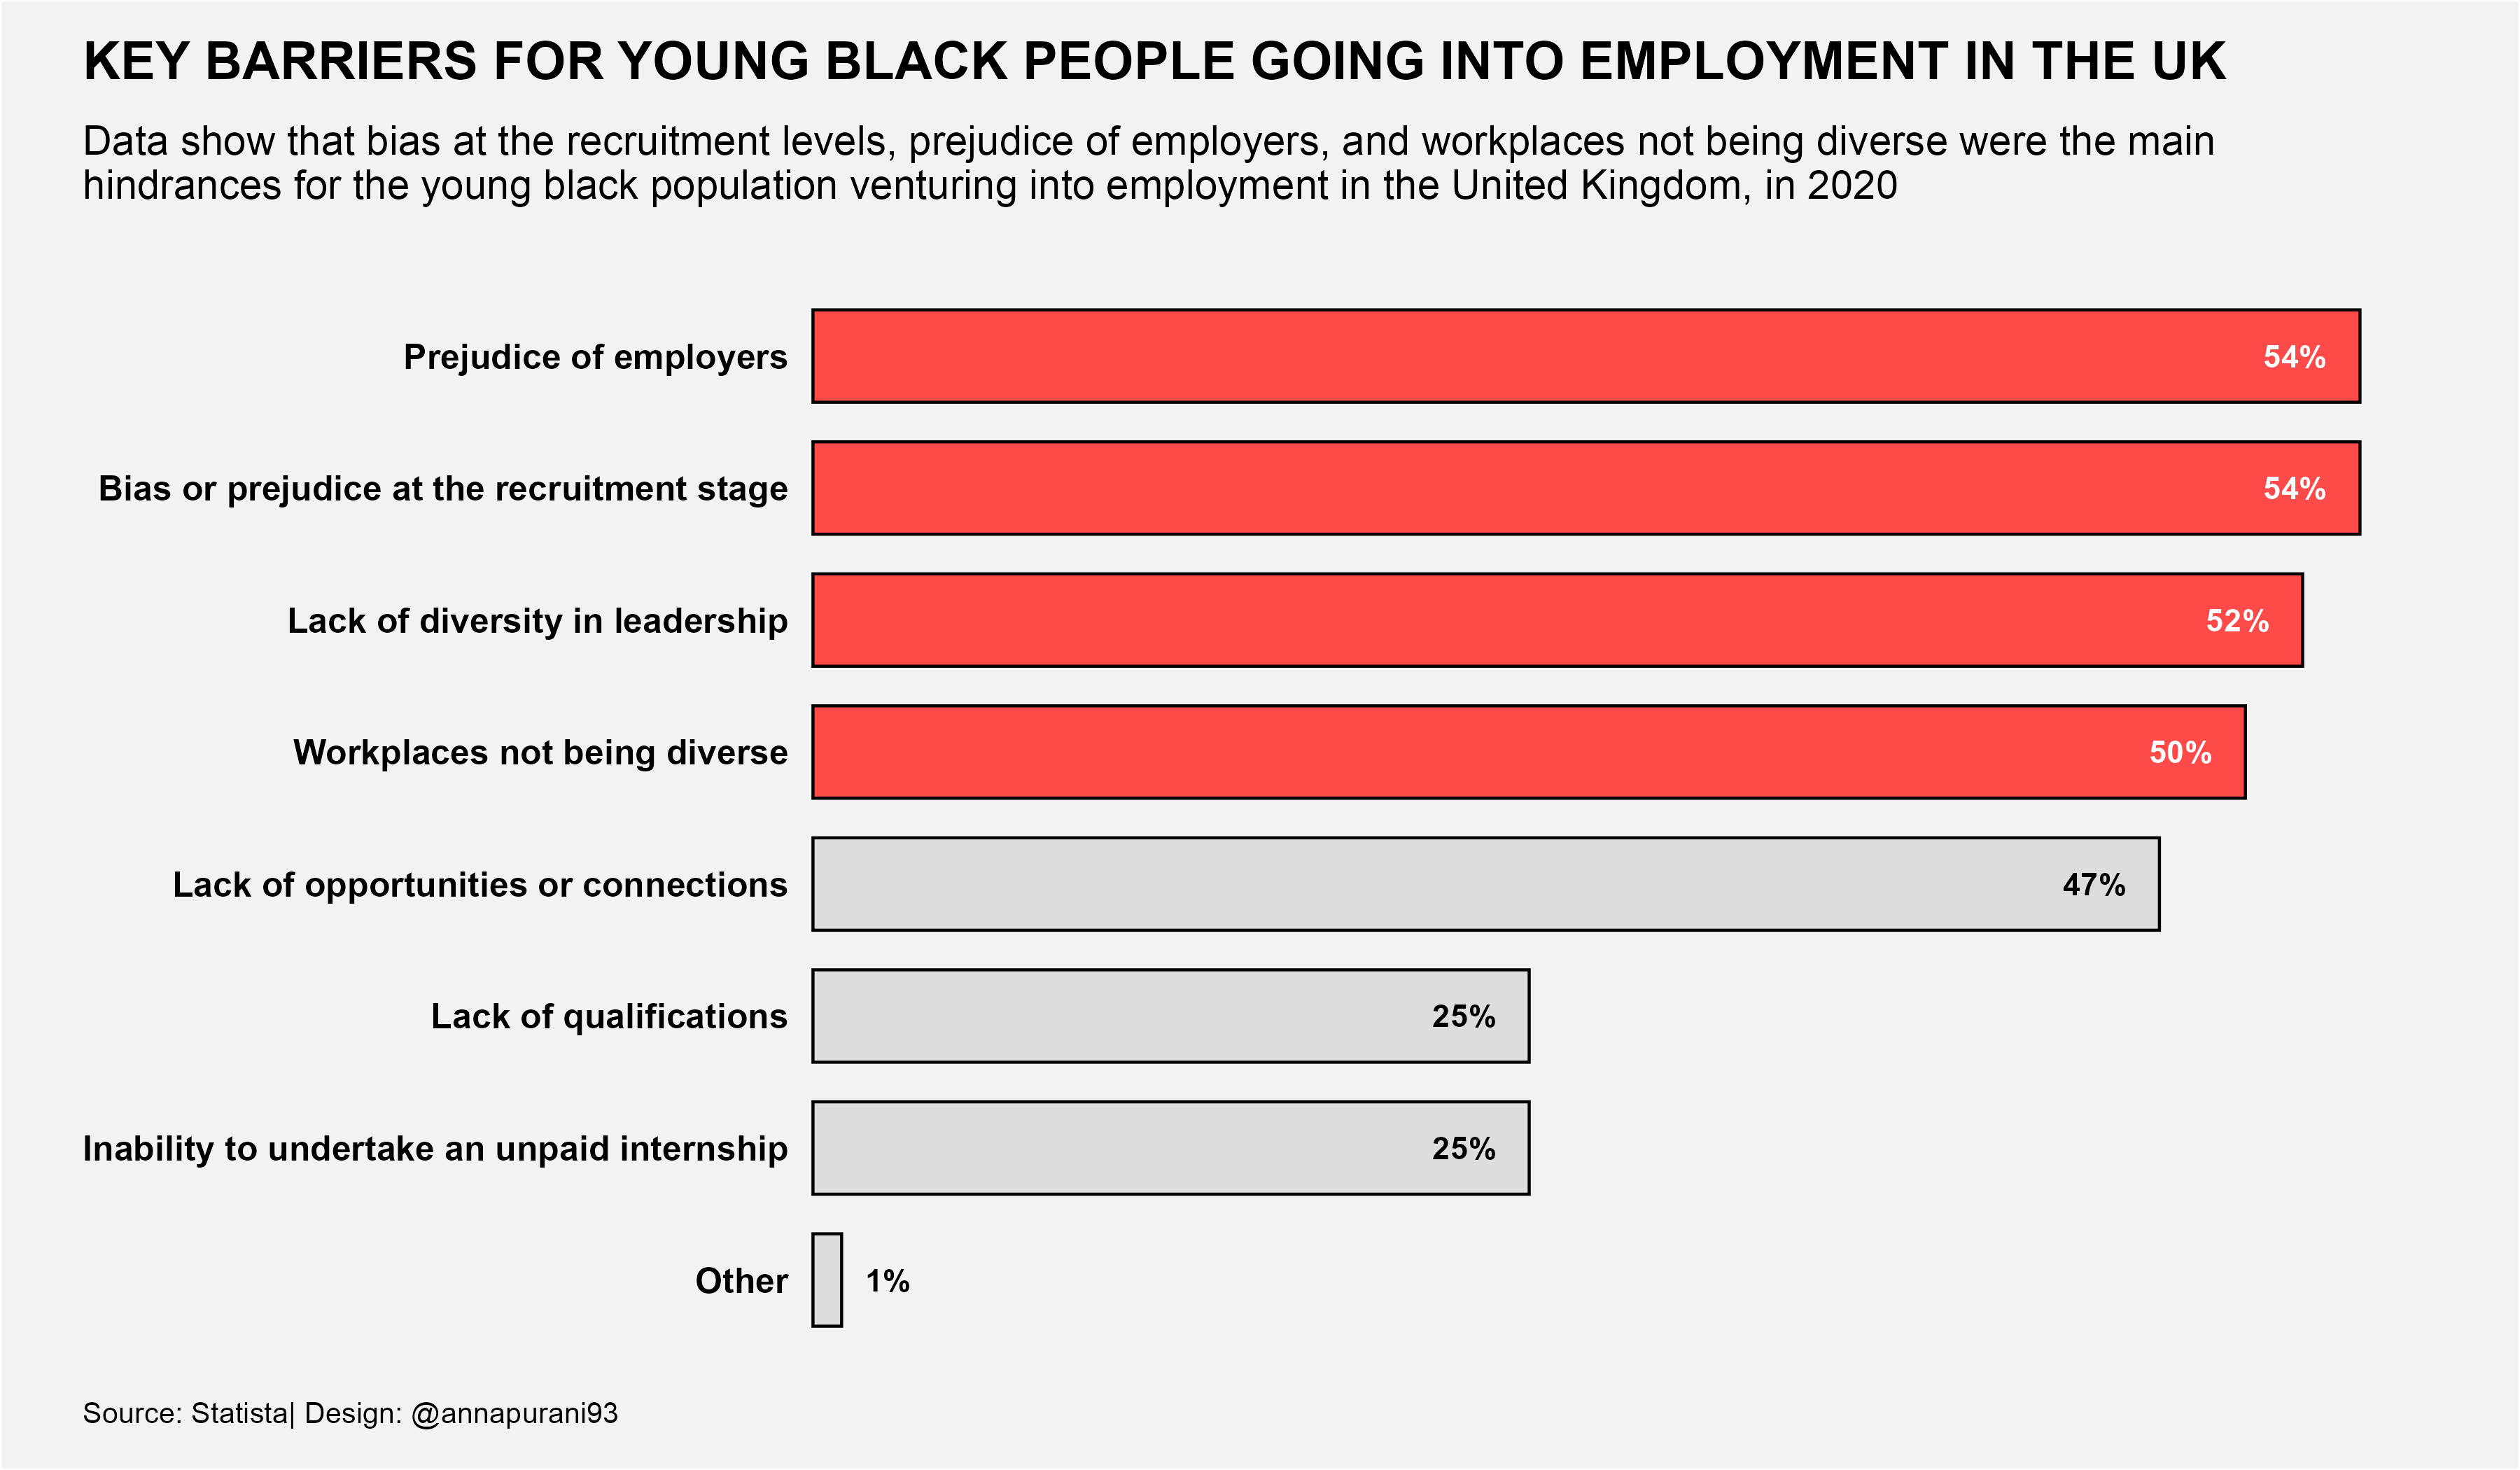 KEY BARRIERS FOR YOUNG BLACK PEOPLE GOING INTO EMPLOYMENT IN THE UK
Data show that bias at the recruitment levels, prejudice of employers, and workplaces not being diverse were the main
hindrances for the young black population venturing into employment in the United Kingdom, in 2020
Prejudice of employers 54%
Bias or prejudice at the recruitment stage 54%
Lack of diversity in leadership 52%
Workplaces not being diverse 50%
Lack of opportunities or connections 47%
Lack of qualifications 25%
Inability to undertake an unpaid internship 25%
Other 1%
Source: Statista| Design: @annapurani93